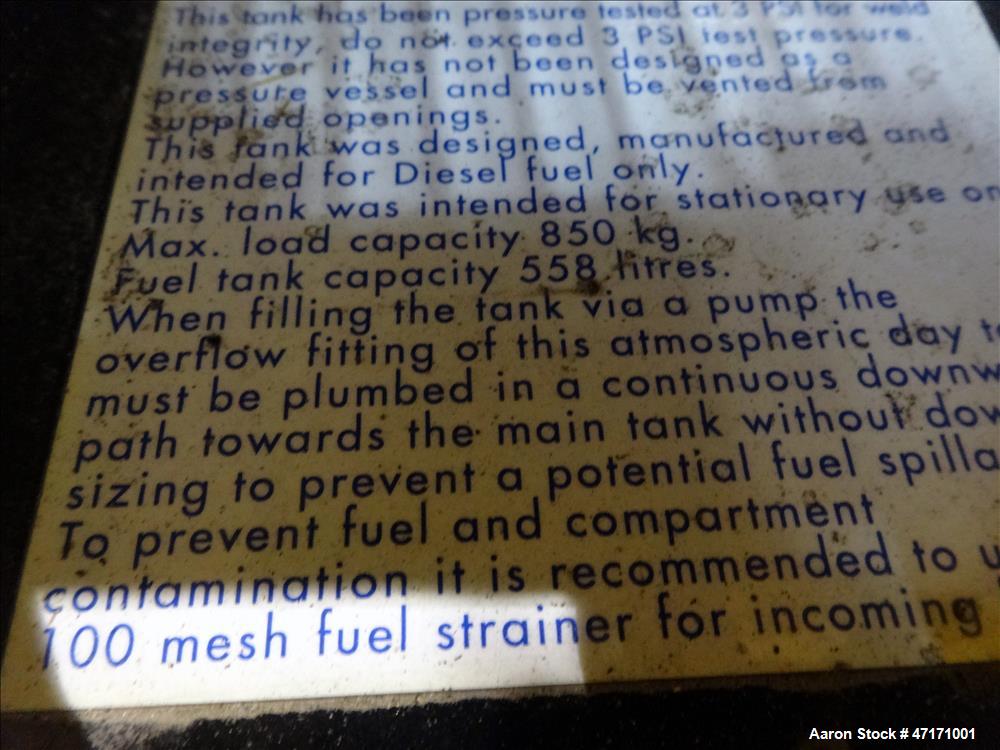 This tank has been pressure tested at 3 PSI for weld
integrity, do not exceed 3 PSI test pressure.
However it has not been designed as a
pressure vessel and must be vented from
supplied openings.
This tank was designed, manufactured and
intended for Diesel fuel only.
This tank was intended for stationary use on
Max. load capacity 850 kg.
Fuel tank capacity 558 litres.
When filling the tank via a pump the
overflow fitting of this atmospheric day t
must be plumbed in a continuous downw
path towards the main tank without dow
sizing to prevent a potential fuel spilla
To prevent fuel and compartment
contamination it is recommended to u
100 mesh fuel strainer for incoming
Aaron Stock # 47171001